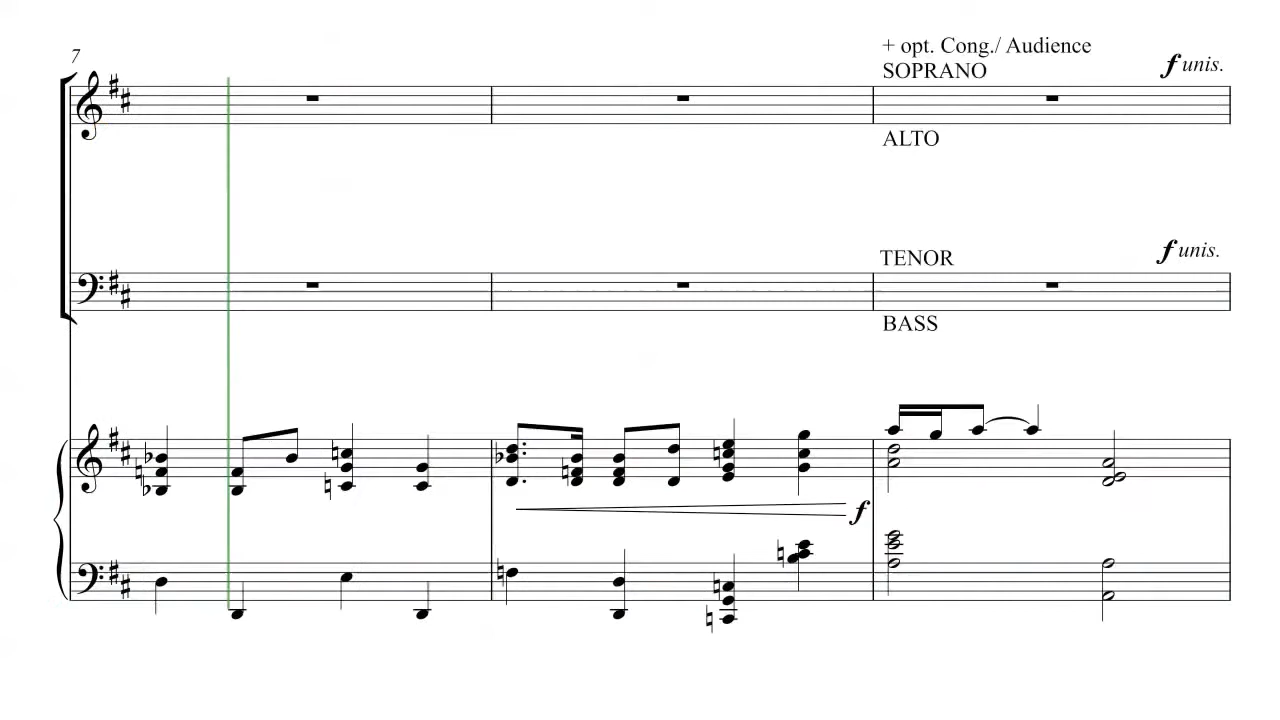 7
+ opt. Cong./ Audience
SOPRANO
f unis.
ALTO
TENOR
f unis.
BASS
f